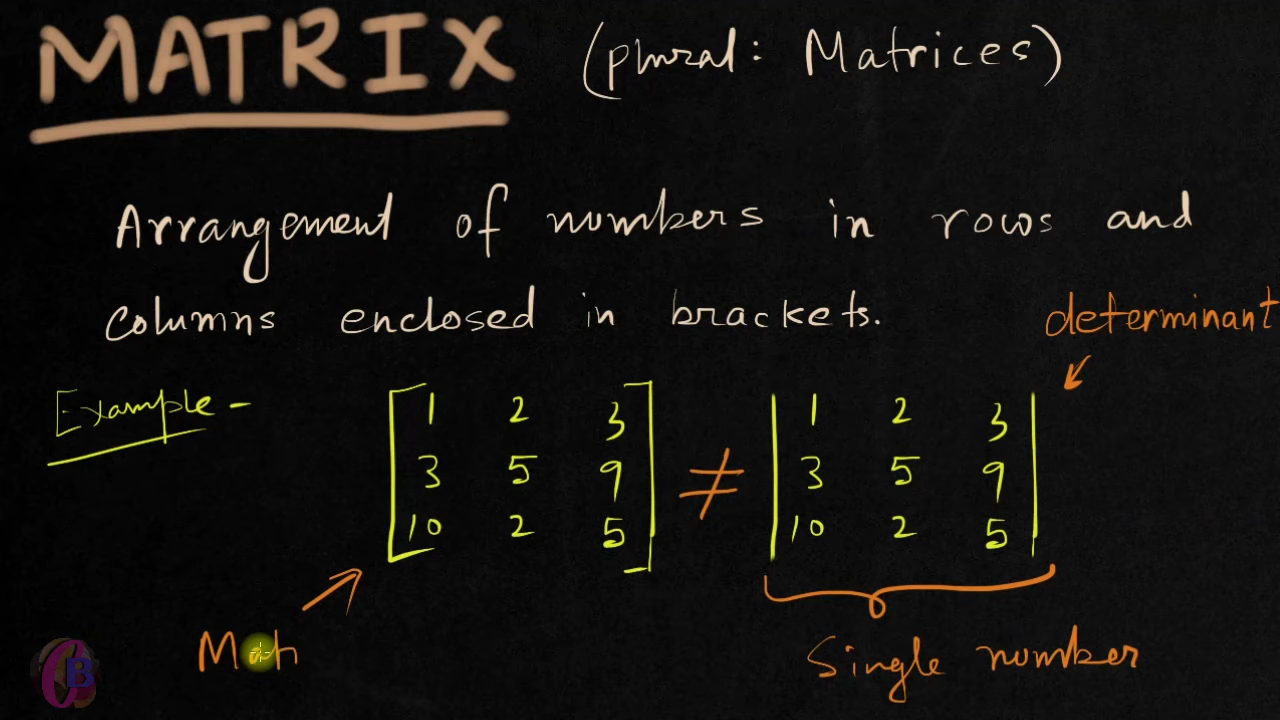 MATRIX (plural: Matrices)
Arrangement of numbers in rows and
columns enclosed in brackets.
determinant
Example -
1 2 3
3 5 9
10 2 5
≠
1 2 3
3 5 9
10 2 5
Single number
CB